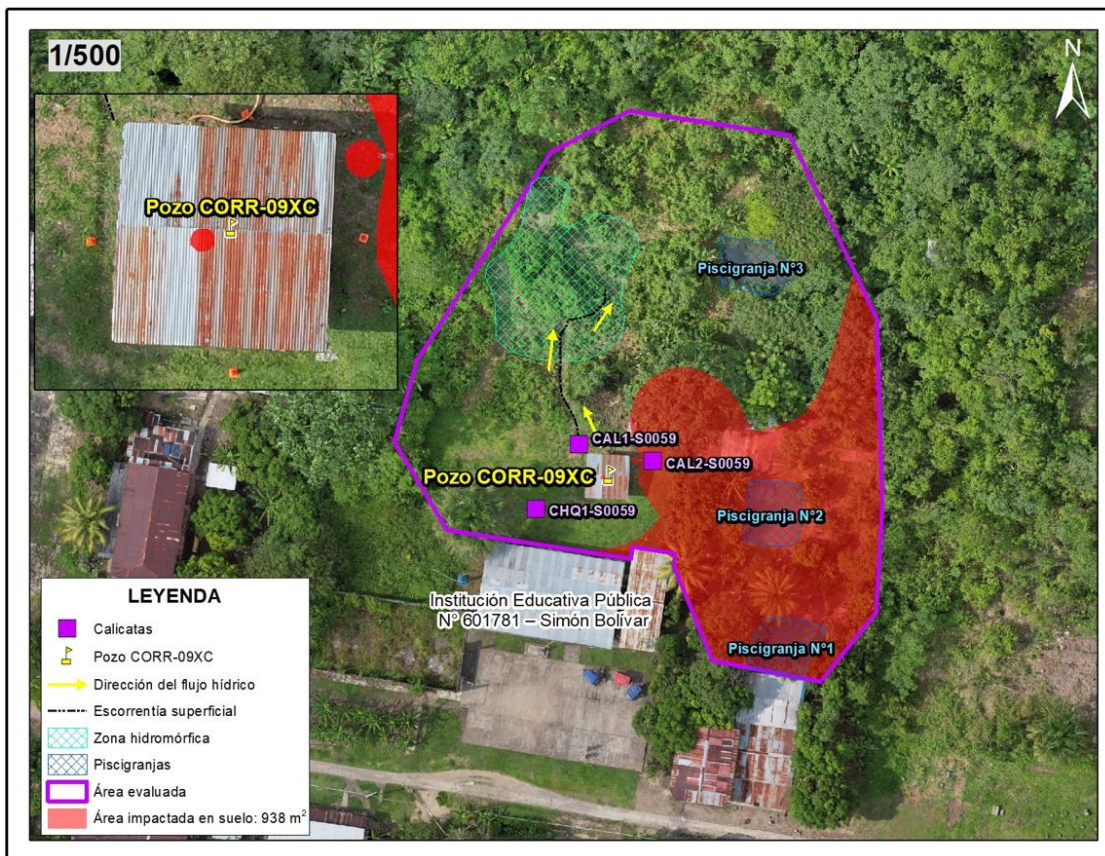 1/500
N
Pozo CORR-09XC
Piscigranja N°3
CAL1-S0059
CAL2-S0059
Pozo CORR-09XC
CHQ1-S0059
Piscigranja N°2
Institución Educativa Pública
N° 601781 – Simón Bolívar
Piscigranja N°1
LEYENDA
Calicatas
Pozo CORR-09XC
Dirección del flujo hídrico
Escorrentía superficial
Zona hidromórfica
Piscigranjas
Área evaluada
Área impactada en suelo: 938 m²